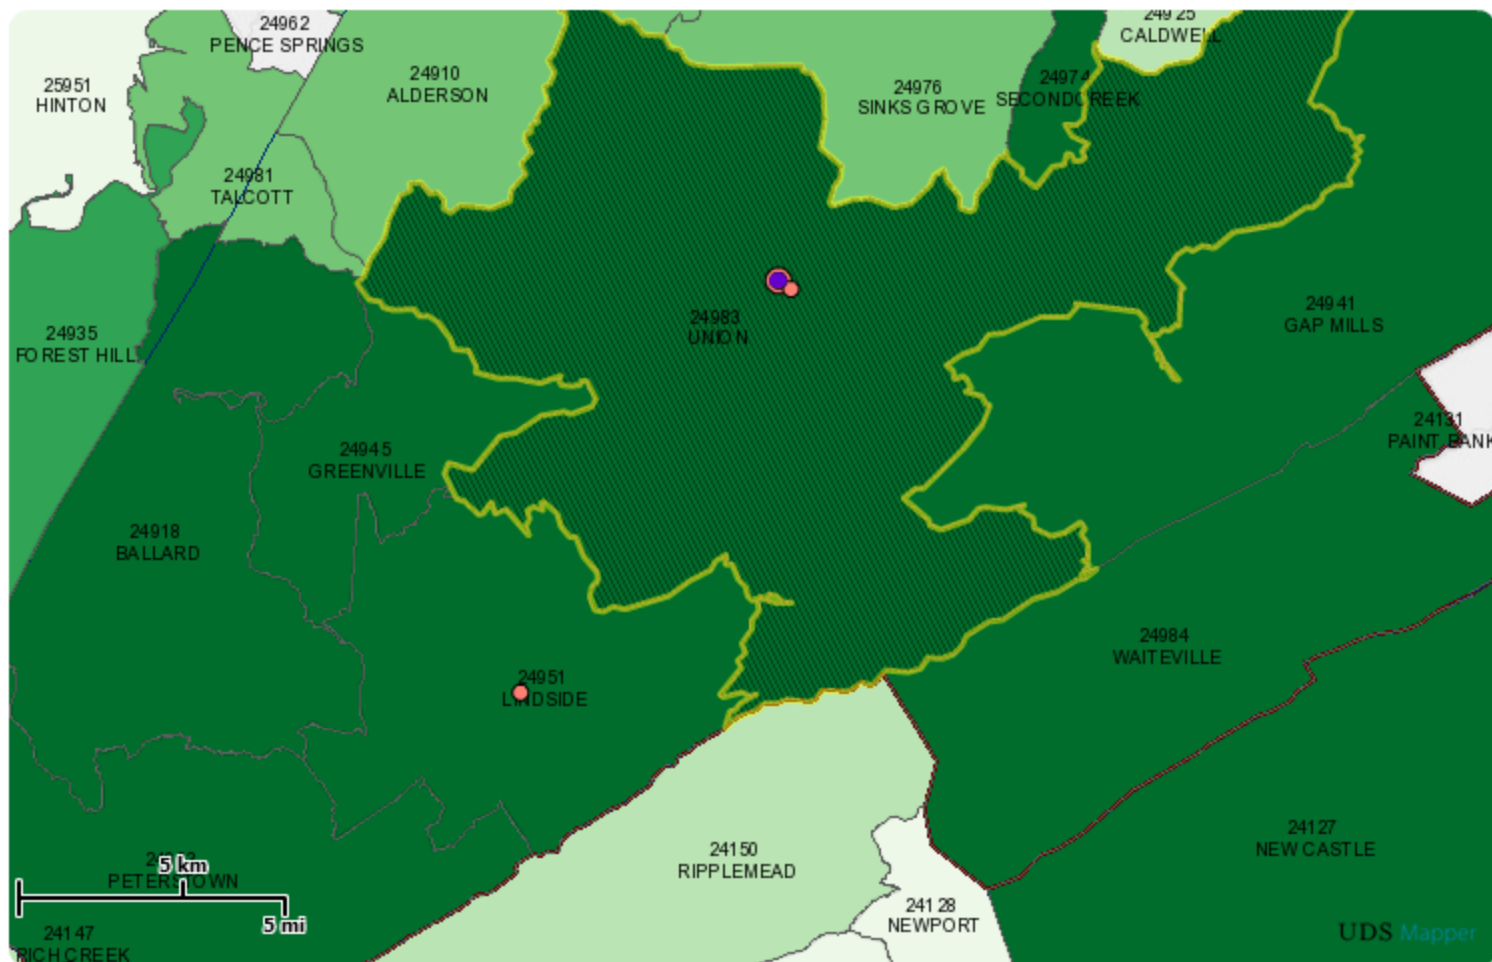 24962
PENCE SPRINGS
24925
CALDWELL
25951
HINTON
24910
ALDERSON
24976
SINKS GROVE
24974
SECONDCREEK
24981
TALCOTT
24983
UNION
24941
GAP MILLS
24935
FOREST HILL
24131
PAINT BANK
24945
GREENVILLE
24918
BALLARD
24984
WAITEVILLE
24951
LINDSIDE
24127
NEW CASTLE
24150
RIPPLEMEAD
5 km
PETERSTOWN
5 mi
24128
NEWPORT
24147
RICH CREEK
UDS Mapper